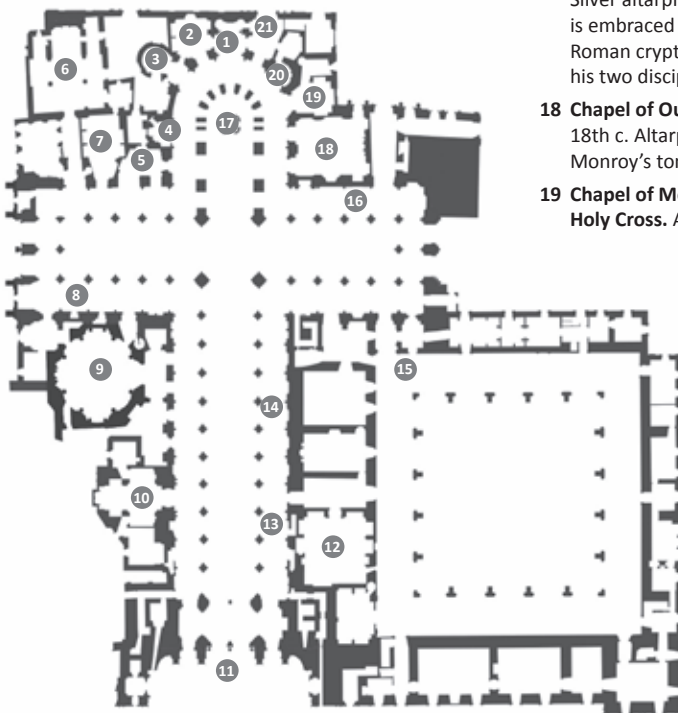 Silver altarpi
is embraced
Roman crypt
his two discip
18 Chapel of Ou
18th c. Altarp
Monroy's tom
19 Chapel of Mo
Holy Cross. A
21
2
1
3
6
20
19
17
4
7
18
5
16
8
9
15
14
10
13
12
11